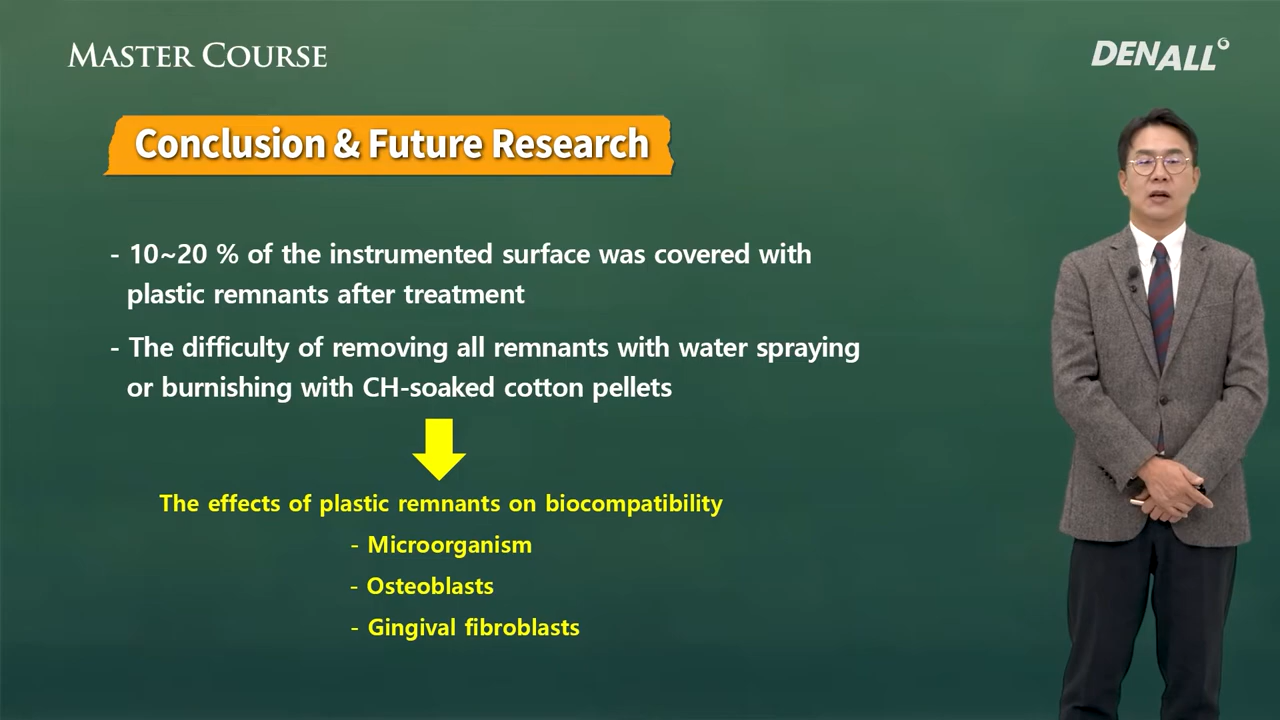 MASTER COURSE
DENALL
Conclusion & Future Research
- 10~20 % of the instrumented surface was covered with
plastic remnants after treatment
- The difficulty of removing all remnants with water spraying
or burnishing with CH-soaked cotton pellets
The effects of plastic remnants on biocompatibility
- Microorganism
- Osteoblasts
- Gingival fibroblasts